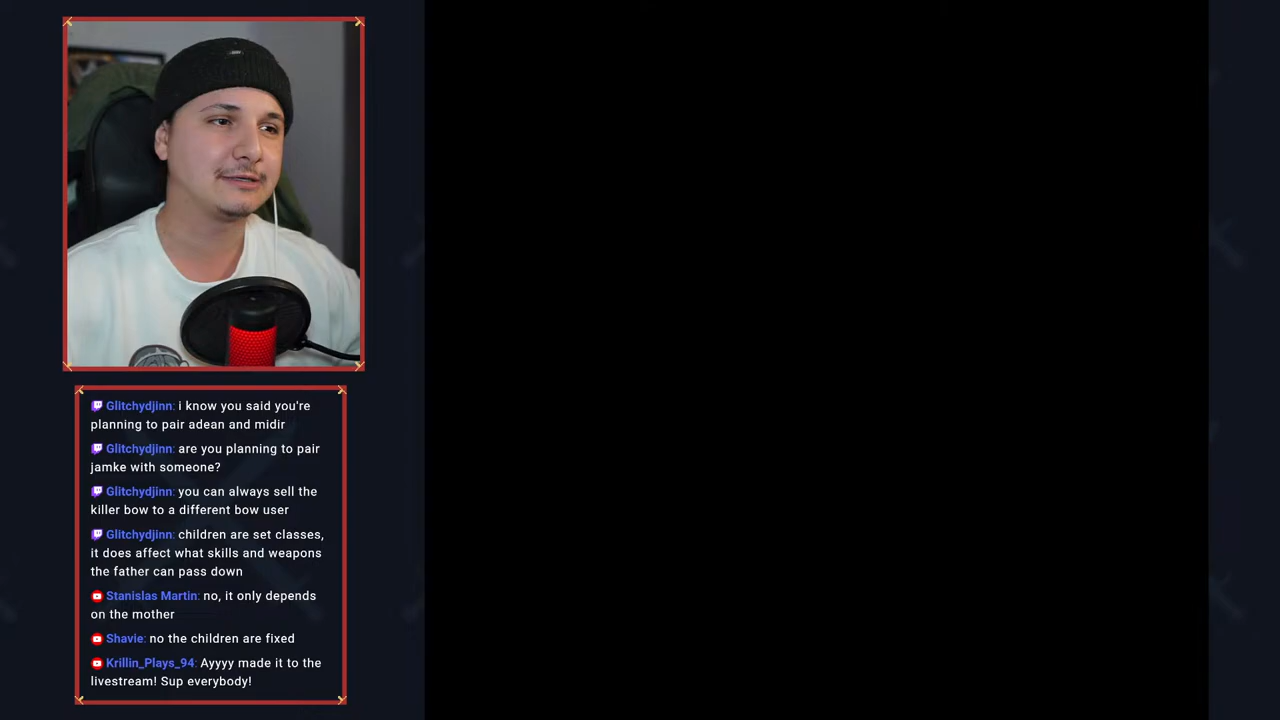 Glitchydjinn: i know you said you're
planning to pair adean and midir
Glitchydjinn: are you planning to pair
jamke with someone?
Glitchydjinn: you can always sell the
killer bow to a different bow user
Glitchydjinn: children are set classes,
it does affect what skills and weapons
the father can pass down
Stanislas Martin: no, it only depends
on the mother
Shavie: no the children are fixed
Krillin_Plays_94: Ayyyy made it to the
livestream! Sup everybody!